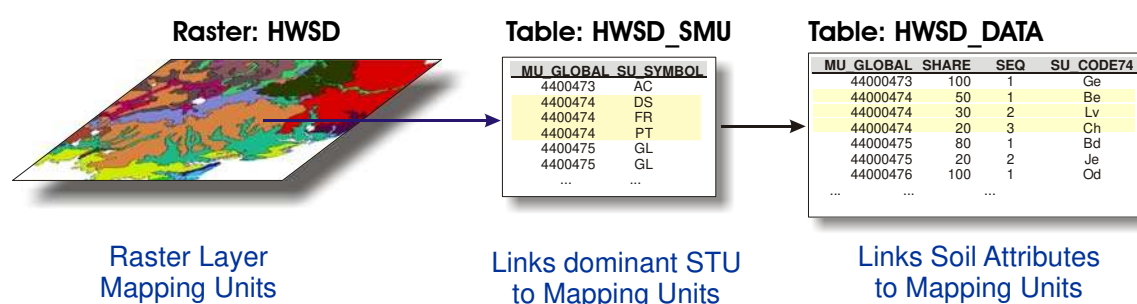 Raster: HWSD
Table: HWSD_SMU
Table: HWSD_DATA
MU_GLOBAL SU_SYMBOL
4400473 AC
4400474 DS
4400474 FR
4400474 PT
4400475 GL
4400475 GL
... ...
MU_GLOBAL SHARE SEQ SU_CODE74
44000473 100 1 Ge
44000474 50 1 Be
44000474 30 2 Lv
44000474 20 3 Ch
44000475 80 1 Bd
44000475 20 2 Je
44000476 100 1 Od
... ... ...
Raster Layer
Mapping Units
Links dominant STU
to Mapping Units
Links Soil Attributes
to Mapping Units